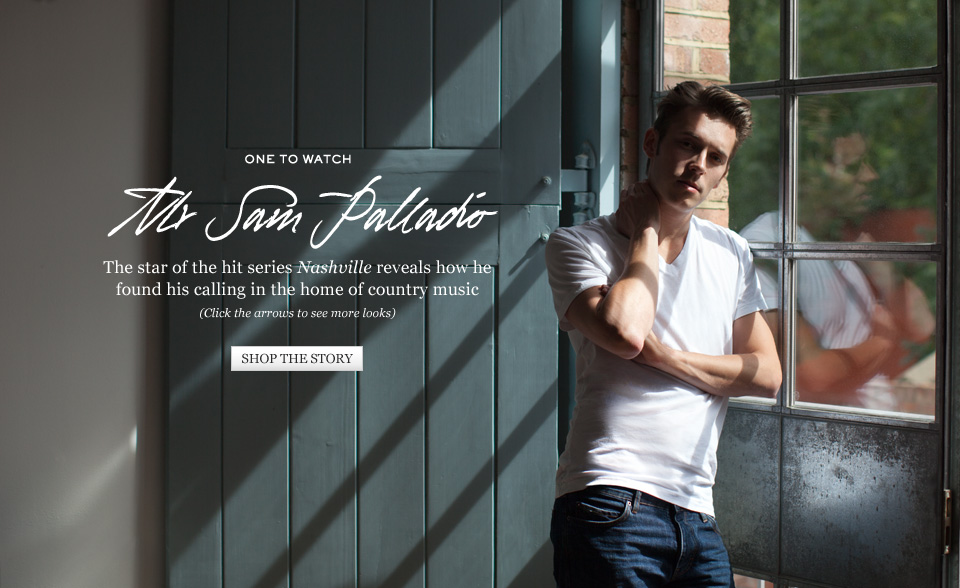 ONE TO WATCH
Mr Sam Palladio
The star of the hit series Nashville reveals how he
found his calling in the home of country music
(Click the arrows to see more looks)
SHOP THE STORY